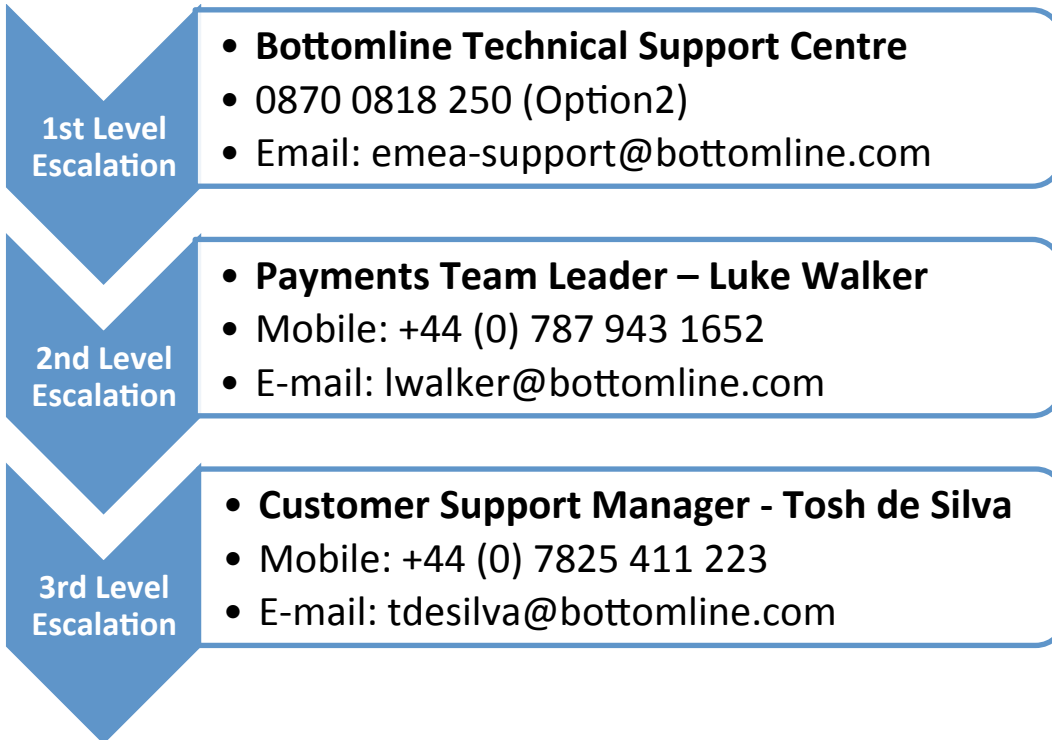 1st Level
Escalation
• Bottomline Technical Support Centre
• 0870 0818 250 (Option2)
• Email: emea-support@bottomline.com
2nd Level
Escalation
• Payments Team Leader – Luke Walker
• Mobile: +44 (0) 787 943 1652
• E-mail: lwalker@bottomline.com
3rd Level
Escalation
• Customer Support Manager - Tosh de Silva
• Mobile: +44 (0) 7825 411 223
• E-mail: tdesilva@bottomline.com